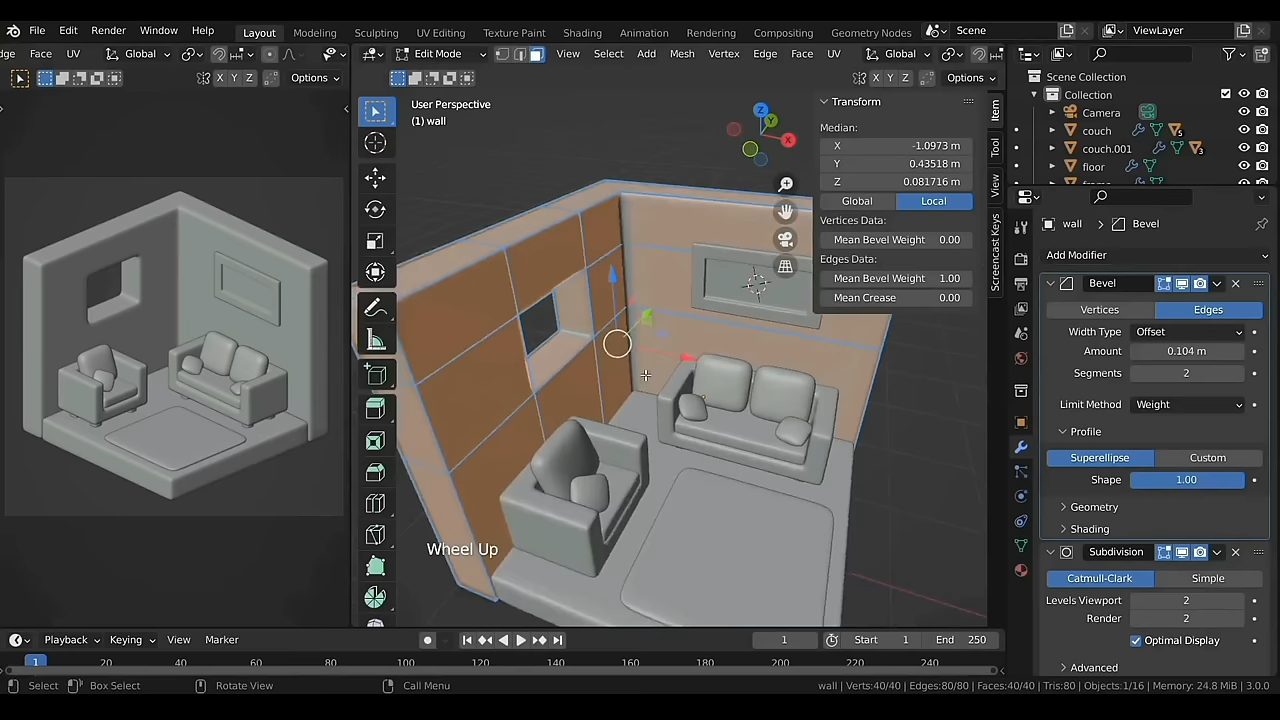 File Edit Render Window Help Layout Modeling Sculpting UV Editing Texture Paint Shading Animation Rendering Compositing Geometry Nodes Scene ViewLayer
Face UV Global Options
Edit Mode View Select Add Mesh Vertex Edge Face UV Global
Options
User Perspective
(1) wall
Wheel Up
Transform
Median:
X -1.0973 m
Y 0.43518 m
Z 0.081716 m
Global Local
Vertices Data:
Mean Bevel Weight 0.00
Edges Data:
Mean Bevel Weight 1.00
Mean Crease 0.00
Item
Tool
View
Screencast Keys
X Y Z
X Y Z
Scene Collection
Collection
Camera
couch
couch.001
floor
wall Bevel
Add Modifier
Bevel
Vertices Edges
Width Type Offset
Amount 0.104 m
Segments 2
Limit Method Weight
Profile
Superellipse Custom
Shape 1.00
Geometry
Shading
Subdivision
Catmull-Clark Simple
Levels Viewport 2
Render 2
Optimal Display
Advanced
Playback Keying View Marker 1 Start 1 End 250
1 20 40 60 80 100 120 140 160 180 200 220 240
Select Box Select Rotate View Call Menu wall | Verts:40/40 | Edges:80/80 | Faces:40/40 | Tris:80 | Objects:1/16 | Memory: 24.8 MiB | 3.0.0